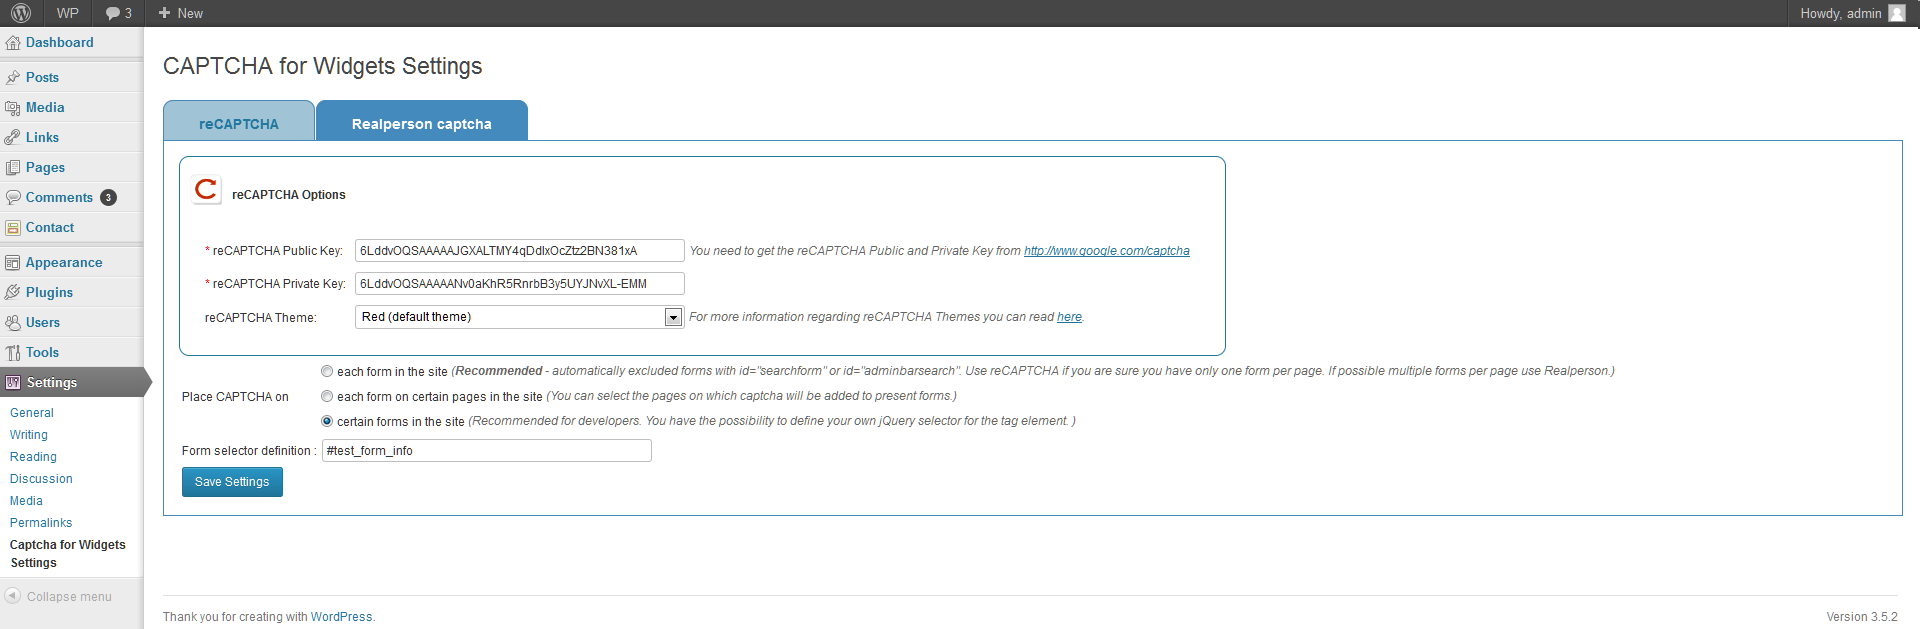 WP 3 New Howdy, admin
Dashboard
Posts
Media
Links
Pages
Comments 3
Contact
Appearance
Plugins
Users
Tools
Settings
General
Writing
Reading
Discussion
Media
Permalinks
Captcha for Widgets
Settings
Collapse menu
CAPTCHA for Widgets Settings
reCAPTCHA Realperson captcha
reCAPTCHA Options
* reCAPTCHA Public Key: 6LddvOQSAAAAAJGXALTMY4qDdlxOcZtz2BN381xA You need to get the reCAPTCHA Public and Private Key from http://www.google.com/captcha
* reCAPTCHA Private Key: 6LddvOQSAAAAANv0aKhR5RnrbB3y5UYJNvXL-EMM
reCAPTCHA Theme: Red (default theme) For more information regarding reCAPTCHA Themes you can read here.
each form in the site (Recommended - automatically excluded forms with id="searchform" or id="adminbarsearch". Use reCAPTCHA if you are sure you have only one form per page. If possible multiple forms per page use Realperson.)
Place CAPTCHA on each form on certain pages in the site (You can select the pages on which captcha will be added to present forms.)
certain forms in the site (Recommended for developers. You have the possibility to define your own jQuery selector for the tag element. )
Form selector definition : #test_form_info
Save Settings
Thank you for creating with WordPress. Version 3.5.2